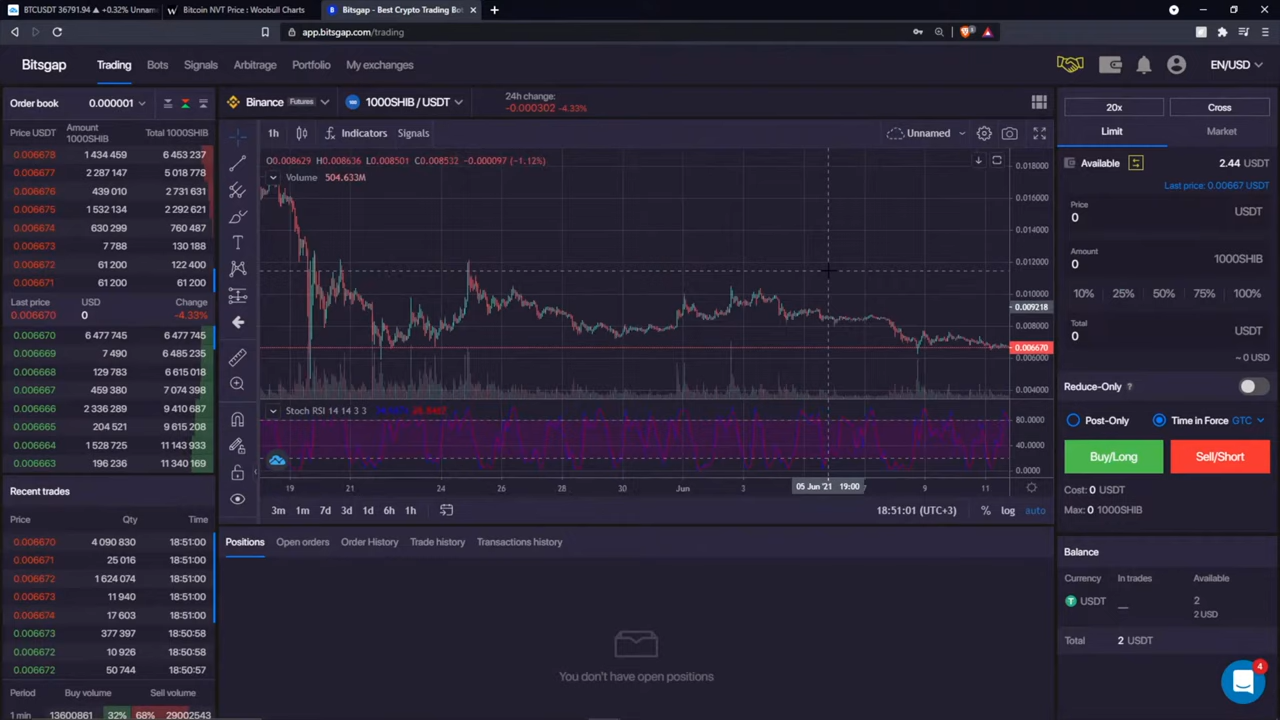 BTCUSDT 36791.94 ▲ +0.32% Unnam
Bitcoin NVT Price : Woobull Charts
Bitsgap - Best Crypto Trading Bot
app.bitsgap.com/trading
Bitsgap
Trading
Bots
Signals
Arbitrage
Portfolio
My exchanges
EN/USD
Order book
0.000001
Binance
Futures
1000SHIB / USDT
24h change:
-0.000302 -4.33%
20x
Cross
Price USDT
Amount
1000SHIB
Total 1000SHIB
1h
Indicators
Signals
Unnamed
Limit
Market
0.006678 1 434 459 6 453 237
0.006677 2 287 147 5 018 778
0.006676 439 010 2 731 631
0.006675 1 532 134 2 292 621
0.006674 630 299 760 487
0.006673 7 788 130 188
0.006672 61 200 122 400
0.006671 61 200 61 200
Last price USD Change
0.006670 0 -4.33%
0.006670 6 477 745 6 477 745
0.006669 7 490 6 485 235
0.006668 129 783 6 615 018
0.006667 459 380 7 074 398
0.006666 2 336 289 9 410 687
0.006665 204 521 9 615 208
0.006664 1 528 725 11 143 933
0.006663 196 236 11 340 169
O0.008629 H0.008636 L0.008501 C0.008532 -0.000097 (-1.12%)
Volume 504.633M
0.018000
0.014000
0.012000
0.010000
0.009218
0.008000
0.006670
0.006000
0.004000
Stoch RSI 14 14 3 3
80.0000
40.0000
0.0000
19 21 24 26 28 30 Jun 3 05 Jun '21 19:00 7 9 11
3m 1m 7d 3d 1d 6h 1h
18:51:01 (UTC+3)
% log auto
Available
2.44 USDT
Last price: 0.00667 USDT
Price
0
USDT
Amount
0
1000SHIB
10% 25% 50% 75% 100%
Total
0
USDT
~ 0 USD
Reduce-Only ?
Post-Only
Time in Force GTC
Buy/Long
Sell/Short
Cost: 0 USDT
Max: 0 1000SHIB
Recent trades
Price Qty Time
0.006670 4 090 830 18:51:00
0.006671 25 016 18:51:00
0.006672 1 624 074 18:51:00
0.006673 11 940 18:51:00
0.006674 17 603 18:51:00
0.006673 377 397 18:50:58
0.006672 10 926 18:50:58
0.006672 50 744 18:50:57
Period Buy volume Sell volume
1 min 13600861 32% 68% 29002543
Positions
Open orders
Order History
Trade history
Transactions history
You don't have open positions
Balance
Currency In trades Available
USDT __ 2
2 USD
Total 2 USDT
4